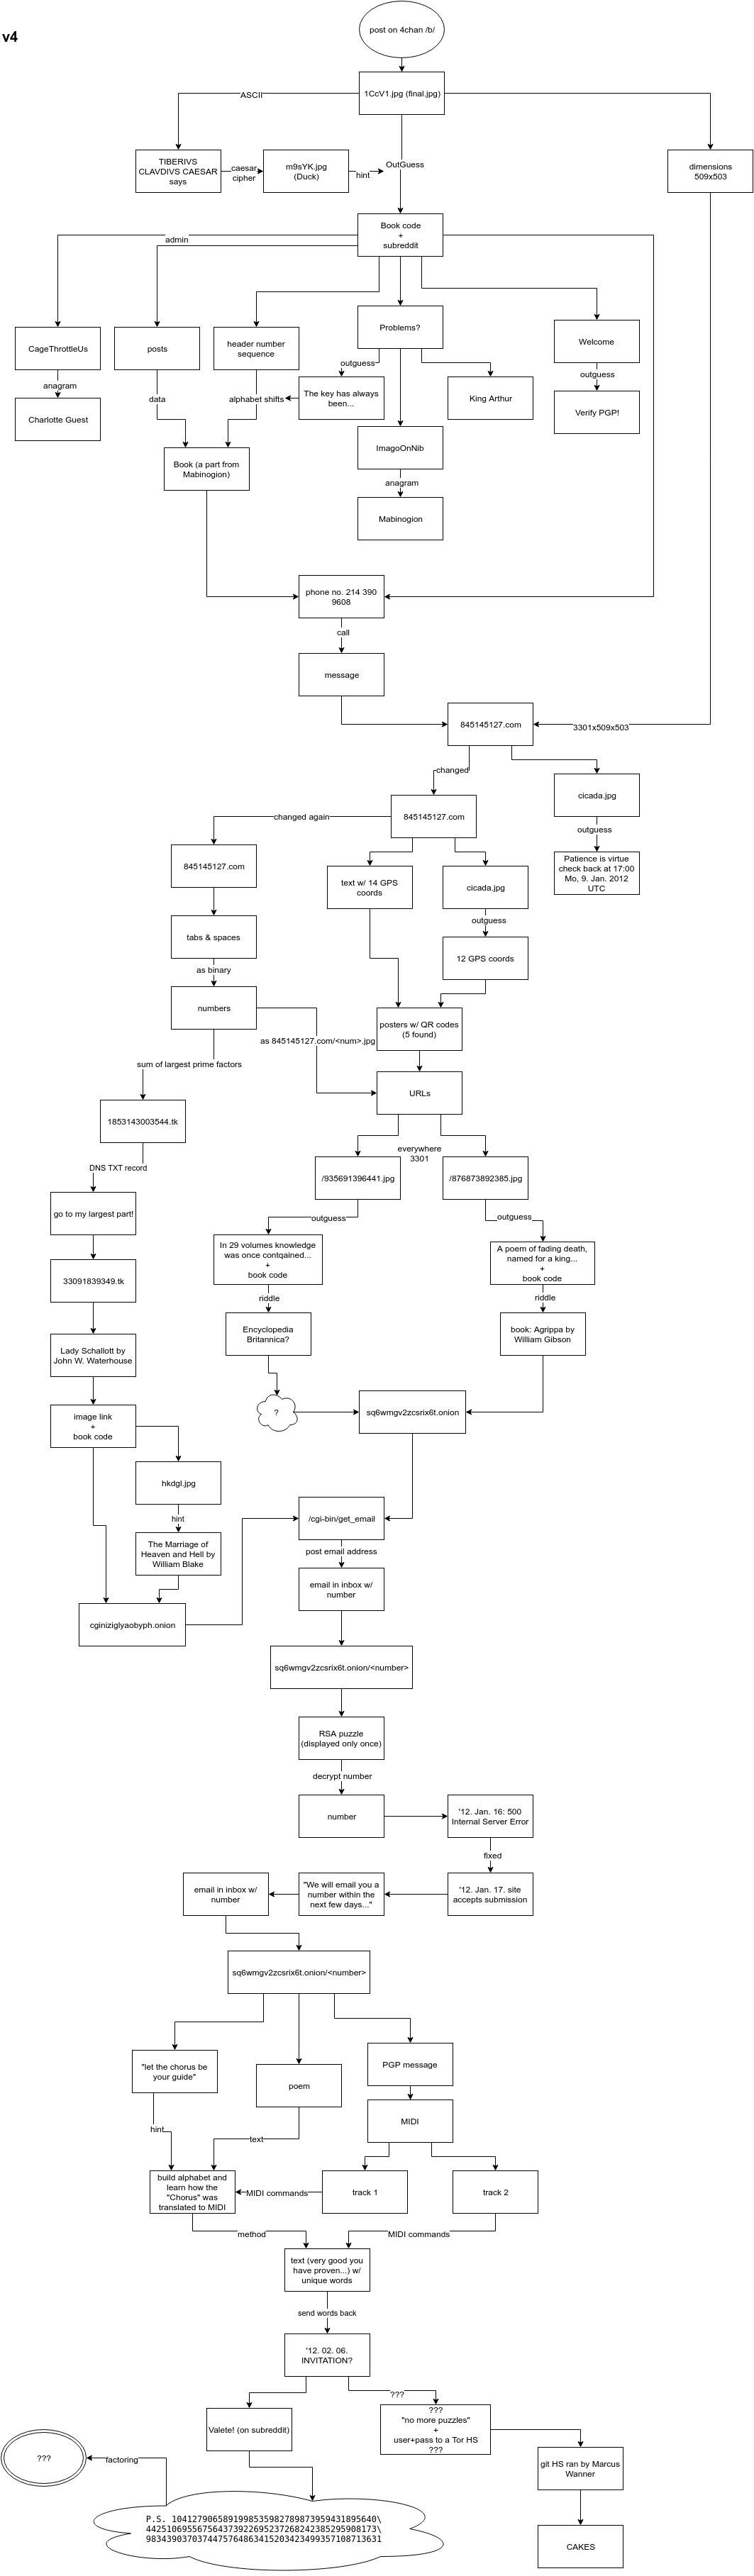 v4
post on 4chan /b/
1CcV1.jpg (final.jpg)
ASCII
TIBERIVS
CLAVDIVS CAESAR
says
caesar
cipher
m9sYK.jpg
(Duck)
hint
OutGuess
dimensions
509x503
Book code
+
subreddit
admin
CageThrottleUs
posts
header number
sequence
Problems?
Welcome
anagram
Charlotte Guest
data
alphabet shifts
outguess
The key has always
been...
King Arthur
outguess
Verify PGP!
ImagoOnNib
anagram
Mabinogion
Book (a part from
Mabinogion)
phone no. 214 390
9608
call
message
845145127.com
3301x509x503
changed
cicada.jpg
outguess
Patience is virtue
check back at 17:00
Mo, 9. Jan. 2012
UTC
845145127.com
changed again
845145127.com
text w/ 14 GPS
coords
cicada.jpg
outguess
12 GPS coords
tabs & spaces
as binary
numbers
as 845145127.com/<num>.jpg
posters w/ QR codes
(5 found)
sum of largest prime factors
URLs
1853143003544.tk
everywhere
3301
/935691396441.jpg
/876873892385.jpg
DNS TXT record
go to my largest part!
outguess
outguess
In 29 volumes knowledge
was once contqained...
+
book code
A poem of fading death,
named for a king...
+
book code
33091839349.tk
riddle
riddle
Encyclopedia
Britannica?
book: Agrippa by
William Gibson
Lady Schallott by
John W. Waterhouse
?
sq6wmgv2zcsrix6t.onion
image link
+
book code
hkdgl.jpg
hint
The Marriage of
Heaven and Hell by
William Blake
/cgi-bin/get_email
post email address
email in inbox w/
number
cginiziglyaobyph.onion
sq6wmgv2zcsrix6t.onion/<number>
RSA puzzle
(displayed only once)
decrypt number
number
'12. Jan. 16: 500
Internal Server Error
fixed
'12. Jan. 17. site
accepts submission
"We will email you a
number within the
next few days..."
email in inbox w/
number
sq6wmgv2zcsrix6t.onion/<number>
"let the chorus be
your guide"
poem
PGP message
MIDI
hint
text
build alphabet and
learn how the
"Chorus" was
translated to MIDI
MIDI commands
track 1
track 2
method
MIDI commands
text (very good you
have proven...) w/
unique words
send words back
'12. 02. 06.
INVITATION?
???
Valete! (on subreddit)
???
"no more puzzles"
+
user+pass to a Tor HS
???
git HS ran by Marcus
Wanner
CAKES
???
factoring
P.S. 10412790658919985359827898739594318956404\
425106955675643739226952372682423852959081739\
834390370374475764863415203423499357108713631